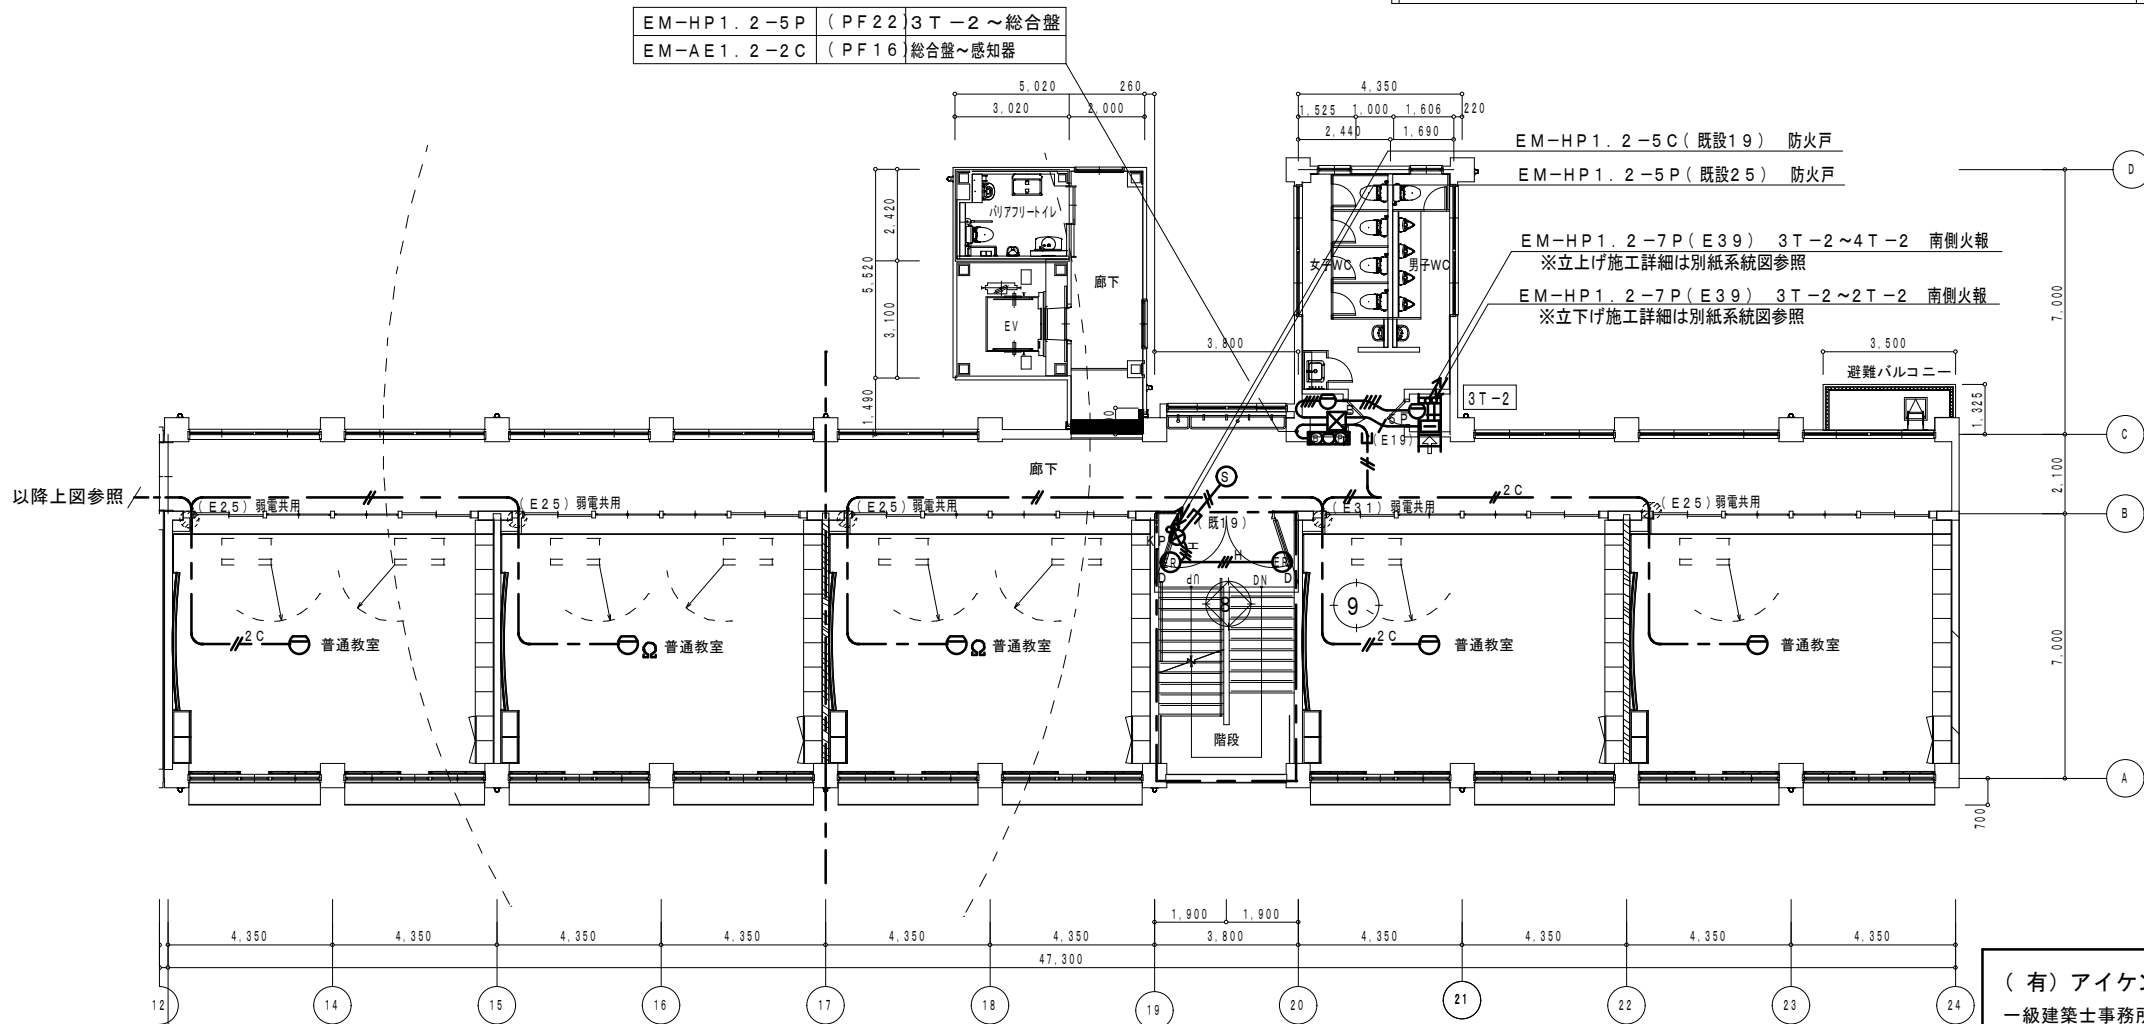 EM-HP1.2-5P (PF22) 3T-2~総合盤
EM-AE1.2-2C (PF16) 総合盤~感知器
5,020 260
3,020 2,000
4,350
1,525 1,000 1,606 220
2,440 1,690
EM-HP1.2-5C(既設19) 防火戸
EM-HP1.2-5P(既設25) 防火戸
EM-HP1.2-7P(E39) 3T-2~4T-2 南側火報
※立上げ施工詳細は別紙系統図参照
EM-HP1.2-7P(E39) 3T-2~2T-2 南側火報
※立下げ施工詳細は別紙系統図参照
D
2,420
5,520
3,100
1,490
バリアフリートイレ
廊下
EV
女子WC
男子WC
3,800
7,000
3,500
避難バルコニー
1,325
3T-2
SP
(E19)
C
廊下
S
2,100
以降上図参照
(E25)弱電共用
(E25)弱電共用
(E25)弱電共用
(既19)
(E31)弱電共用
2C
(E25)弱電共用
B
H
H
ER
ER
D
D
UP
DN
8
9
2C
普通教室
Ω
普通教室
Ω
普通教室
2C
普通教室
普通教室
7,000
階段
A
700
1,900 1,900
4,350 4,350 4,350 4,350 4,350 4,350 3,800 4,350 4,350 4,350 4,350
47,300
12 14 15 16 17 18 19 20 21 22 23 24
(有)アイケン
一級建築士事務所